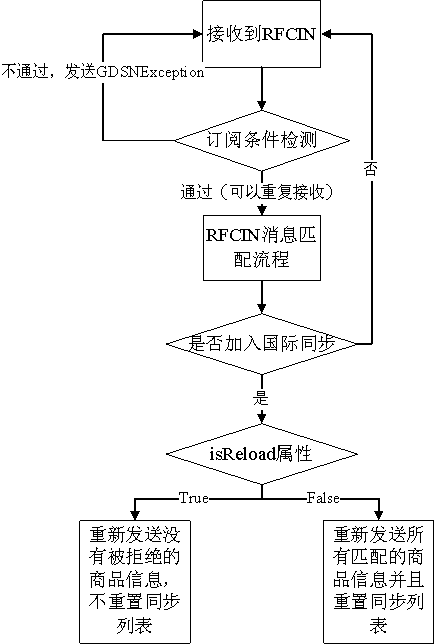 接收到RFCIN
不通过，发送GDSNException
订阅条件检测
否
通过（可以重复接收）
RFCIN消息匹
配流程
是否加入国际同步
是
isReload属性
True
False
重新发送没
有被拒绝的
商品信息，
不重置同步
列表
重新发送所
有匹配的商
品信息并且
重置同步列
表